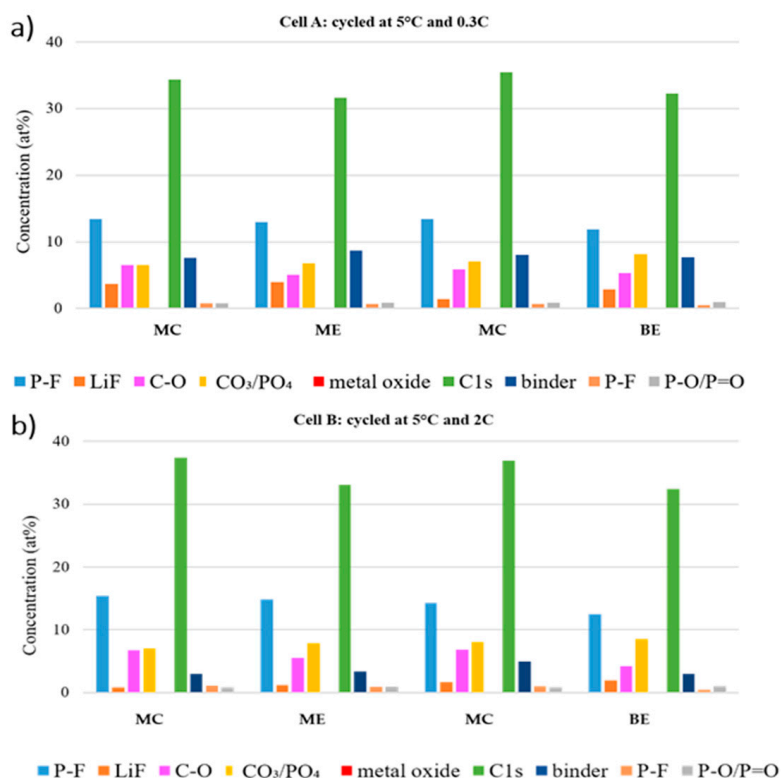 a)
Cell A: cycled at 5°C and 0.3C
Concentration (at%)
40
30
20
10
0
MC ME MC BE
P-F LiF C-O CO₃/PO₄ metal oxide C1s binder P-F P-O/P=O
b)
Cell B: cycled at 5°C and 2C
Concentration (at%)
40
30
20
10
0
MC ME MC BE
P-F LiF C-O CO₃/PO₄ metal oxide C1s binder P-F P-O/P=O